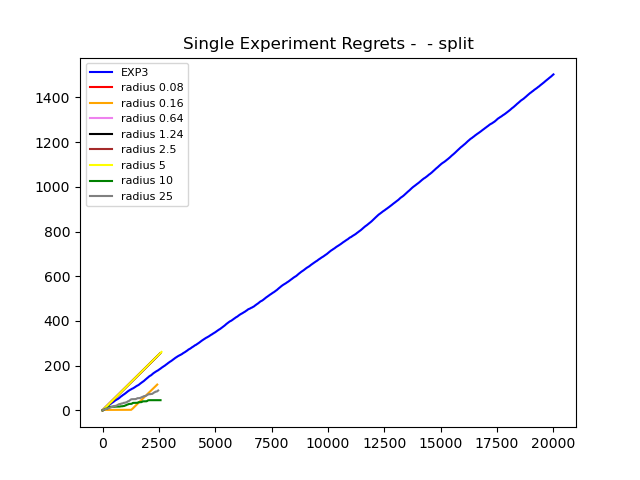 Single Experiment Regrets -  - split
EXP3
radius 0.08
radius 0.16
radius 0.64
radius 1.24
radius 2.5
radius 5
radius 10
radius 25
1400
1200
1000
800
600
400
200
0
0 2500 5000 7500 10000 12500 15000 17500 20000